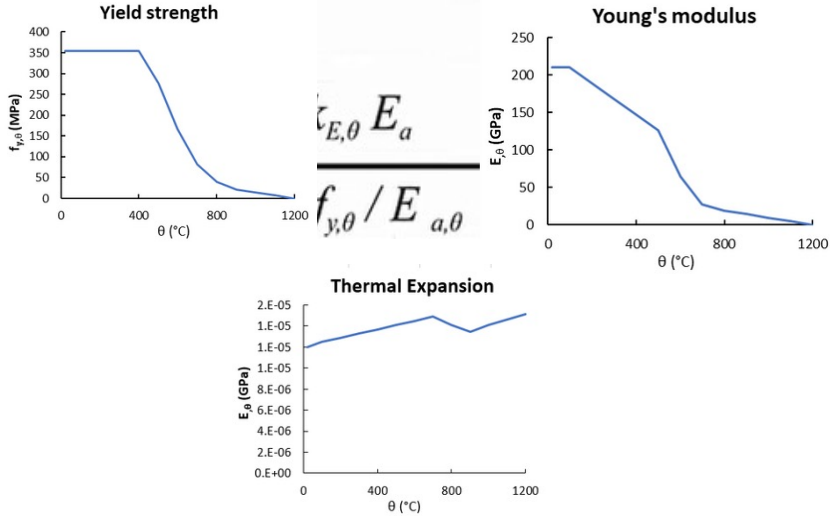 Yield strength
400
350
300
250
200
150
100
50
0
f_y,θ (MPa)
0 400 800 1200
θ (°C)
k_E,θ E_a
f_y,θ / E_a,θ
Young's modulus
250
200
150
100
50
0
E,θ (GPa)
0 400 800 1200
θ (°C)
Thermal Expansion
2.E-05
1.E-05
1.E-05
1.E-05
8.E-06
6.E-06
4.E-06
2.E-06
0.E+00
E,θ (GPa)
0 400 800 1200
θ (°C)